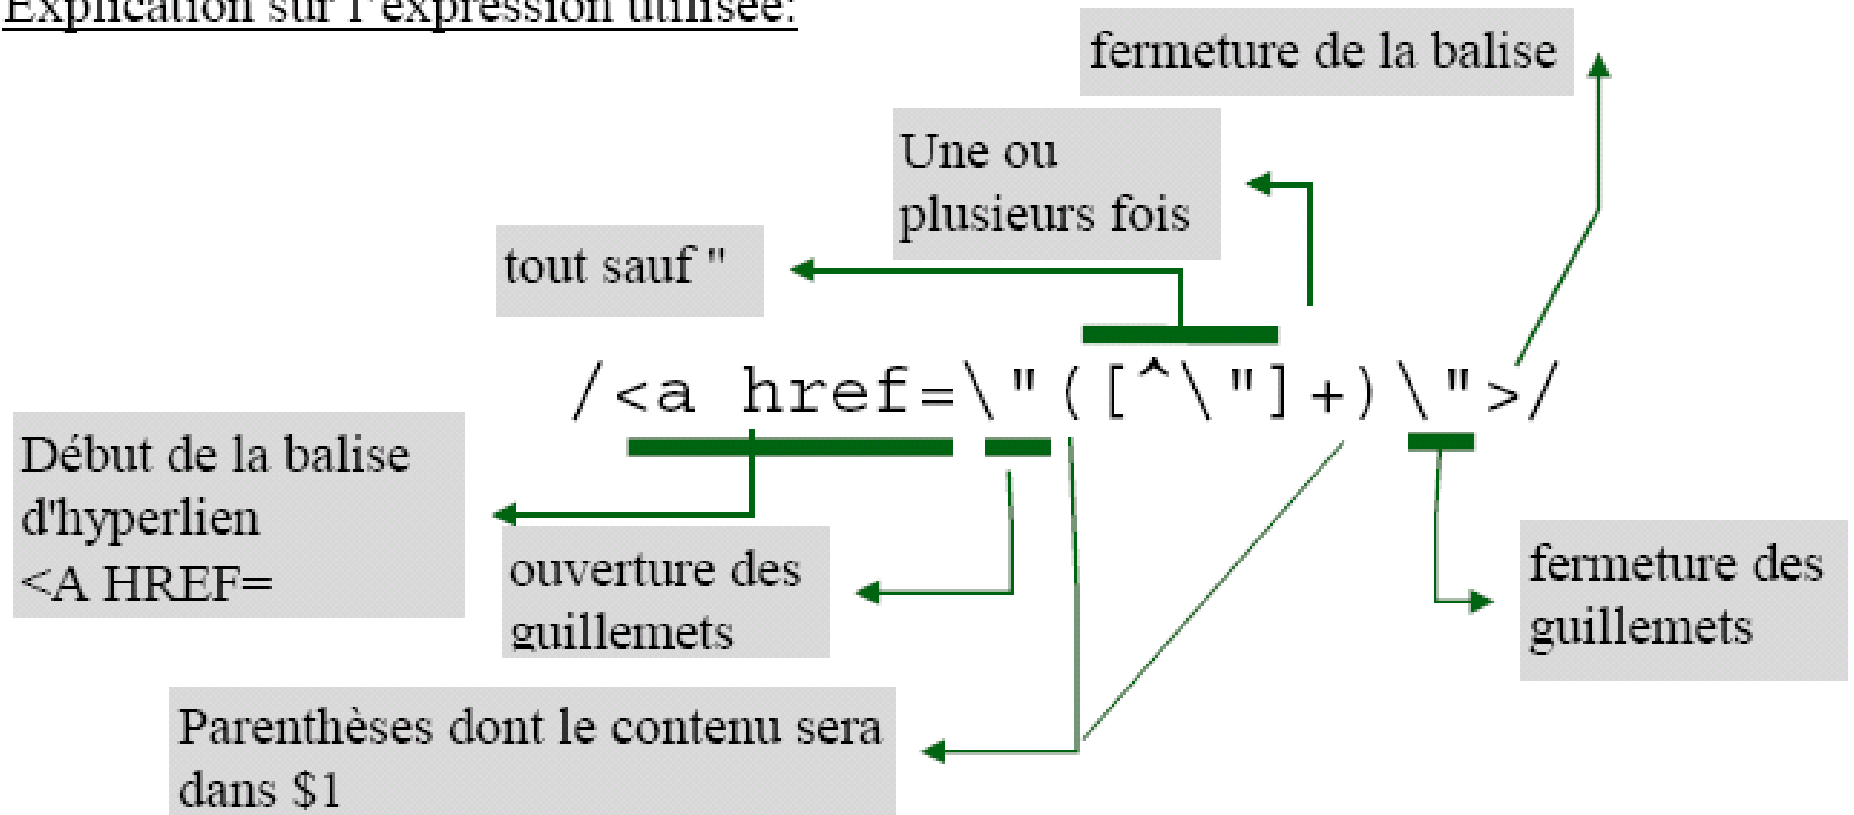 Explication sur l'expression utilisée:
fermeture de la balise
Une ou
plusieurs fois
tout sauf "
/<a href=\"([^\"]+)\">/
Début de la balise
d'hyperlien
<A HREF=
ouverture des
guillemets
fermeture des
guillemets
Parenthèses dont le contenu sera
dans $1